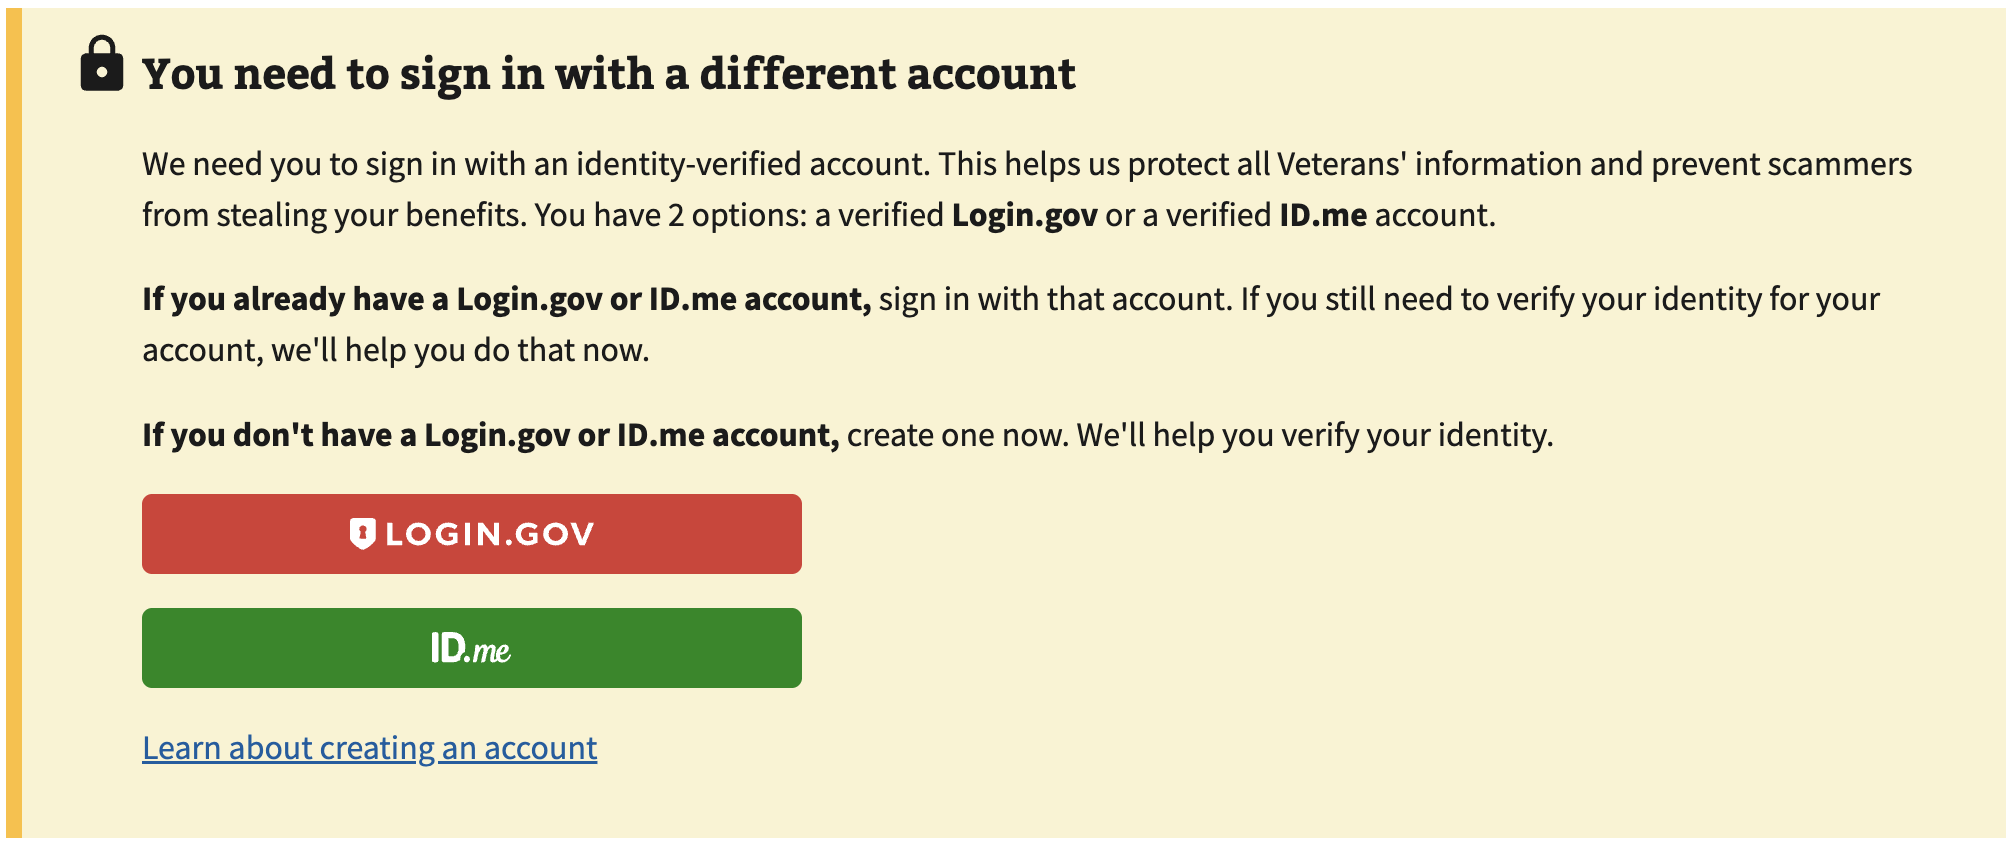 You need to sign in with a different account
We need you to sign in with an identity-verified account. This helps us protect all Veterans' information and prevent scammers
from stealing your benefits. You have 2 options: a verified Login.gov or a verified ID.me account.
If you already have a Login.gov or ID.me account, sign in with that account. If you still need to verify your identity for your
account, we'll help you do that now.
If you don't have a Login.gov or ID.me account, create one now. We'll help you verify your identity.
LOGIN.GOV
ID.me
Learn about creating an account